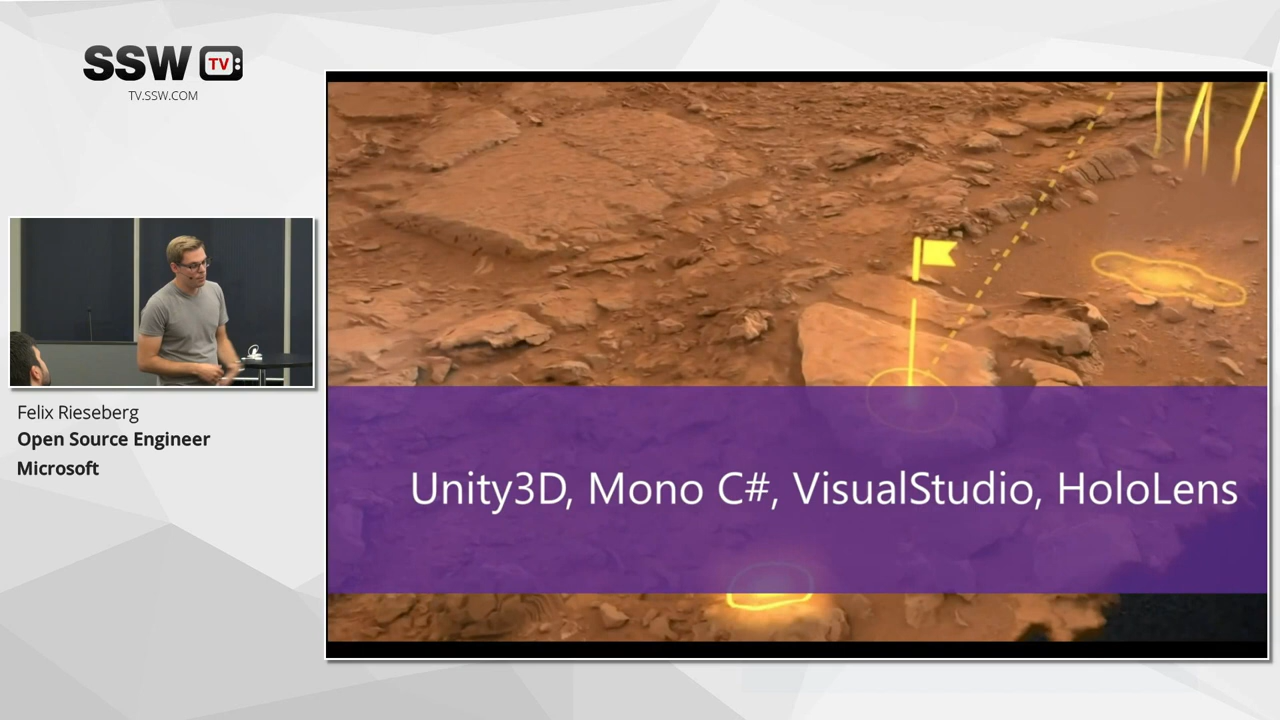 SSW TV
TV.SSW.COM
Felix Rieseberg
Open Source Engineer
Microsoft
Unity3D, Mono C#, VisualStudio, HoloLens